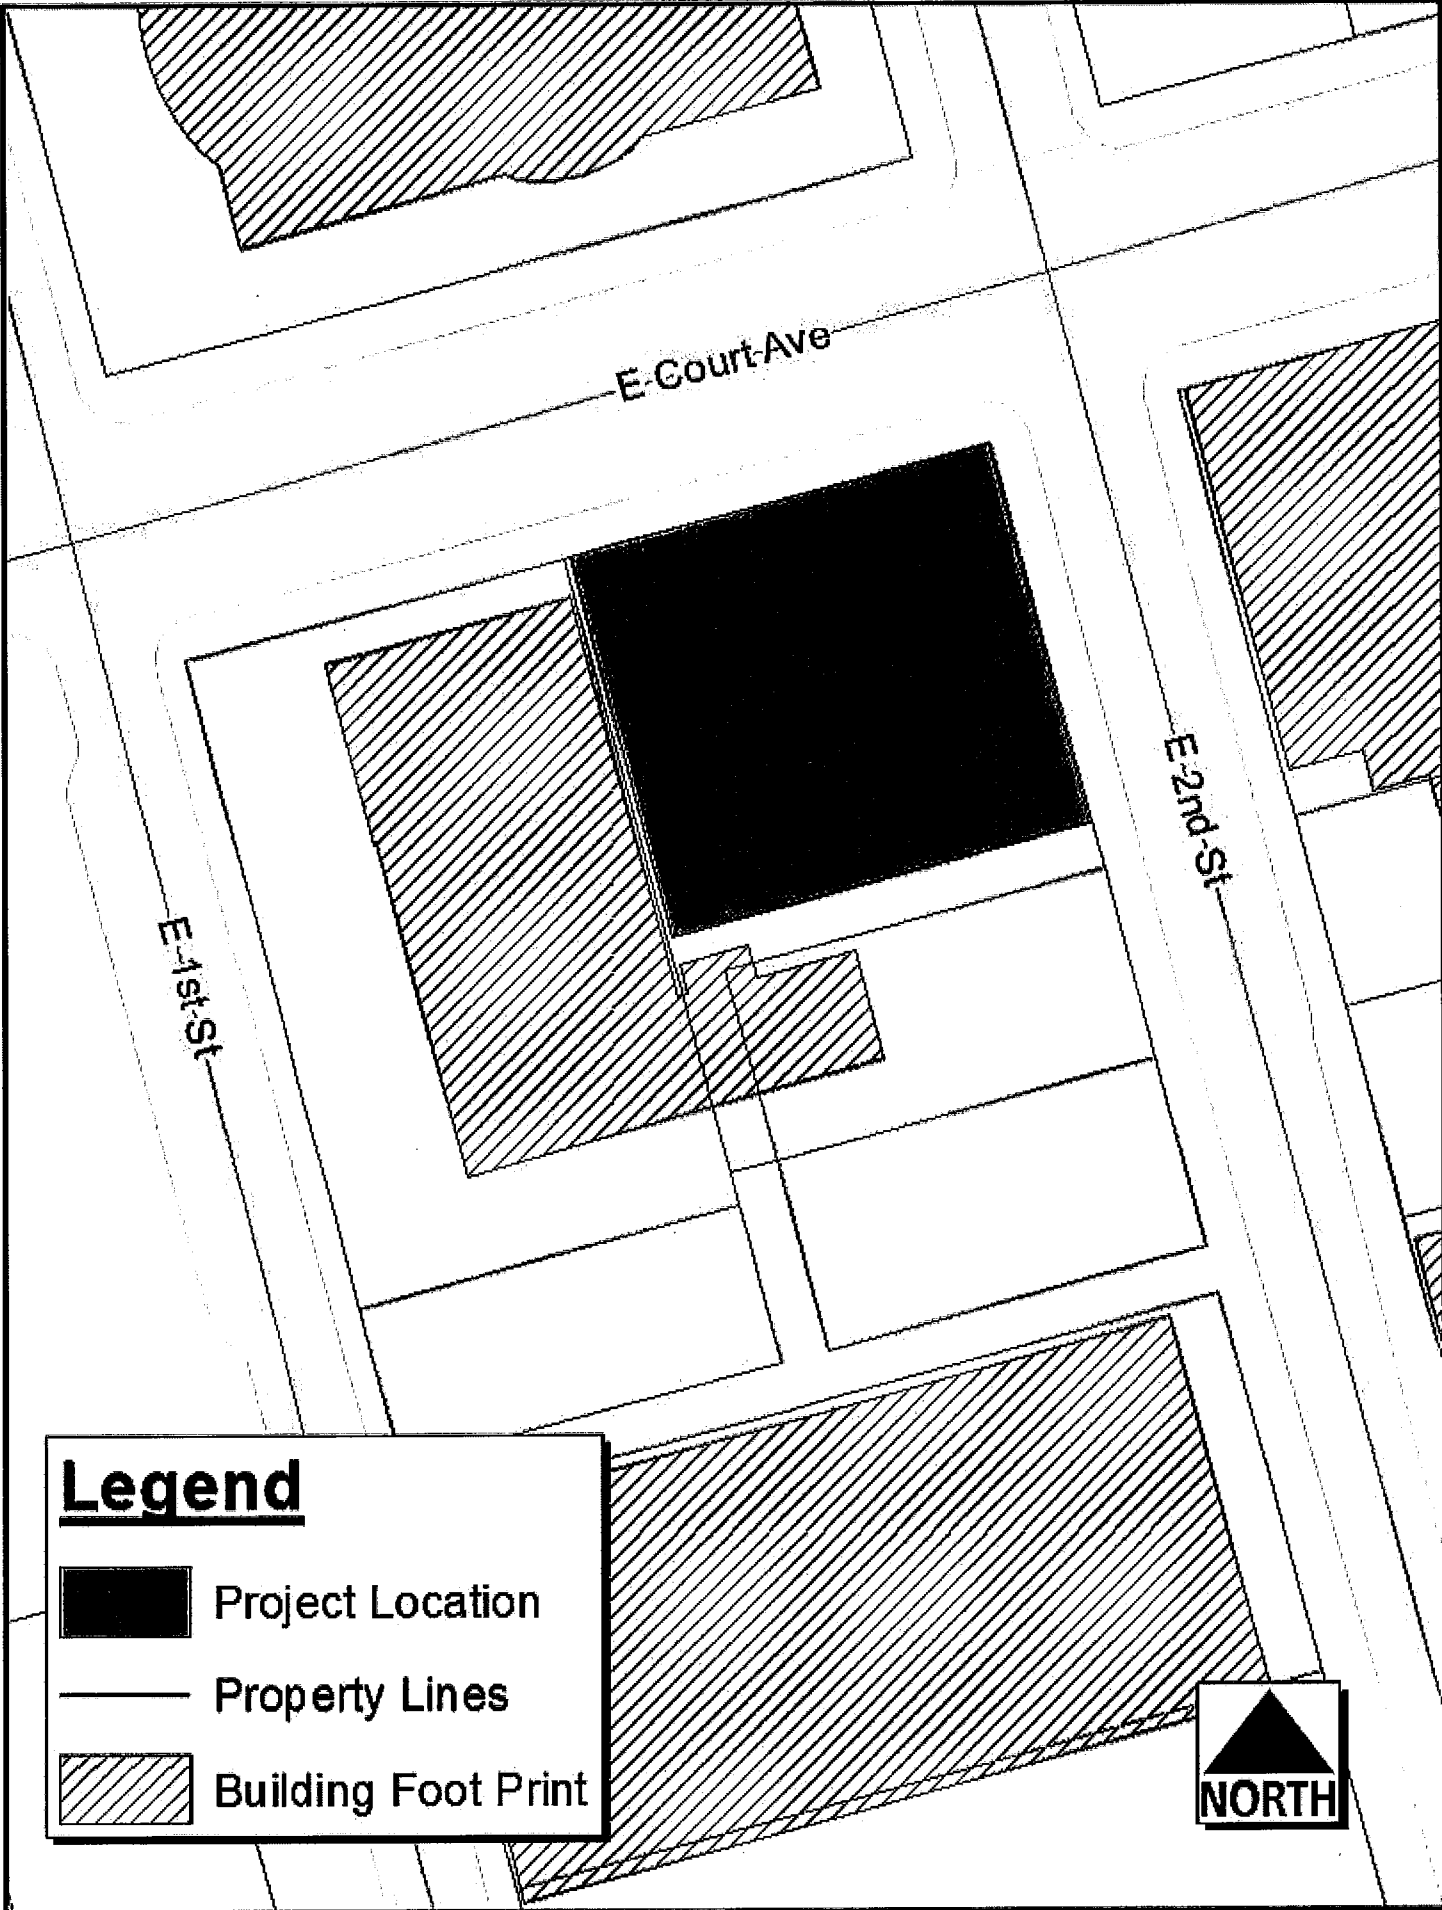 E Court Ave
E 2nd St
E 1st St
Legend
Project Location
Property Lines
Building Foot Print
NORTH